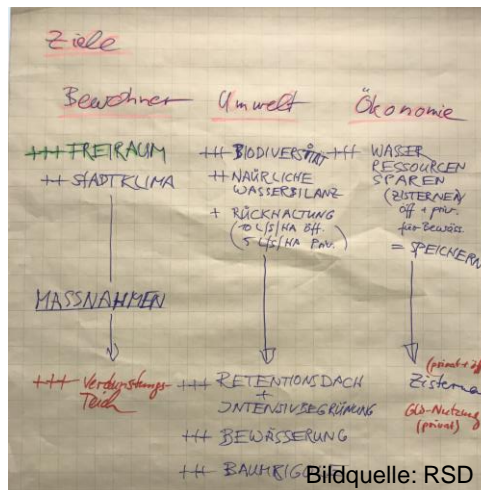 Ziele
Bewohner
+++ FREIRAUM
++ STADTKLIMA
MASSNAHMEN
+++ Verdunstungs-
Teich
Umwelt
+++ BIODIVERSITÄT
++ NATÜRLICHE
WASSERBILANZ
+ RÜCKHALTUNG
(10 L/S/HA öff.
5 L/S/HA Priv.)
+++ RETENTIONSDACH
+
INTENSIVBEGRÜNUNG
+++ BEWÄSSERUNG
+++
Ökonomie
+++ WASSER
RESSOURCEN
SPAREN
(ZISTERNEN
öff + priv.
für Bewäss.
= SPEICHERN
(privat + öff
Zisterne
-Nutzung
(privat)
Bildquelle: RSD